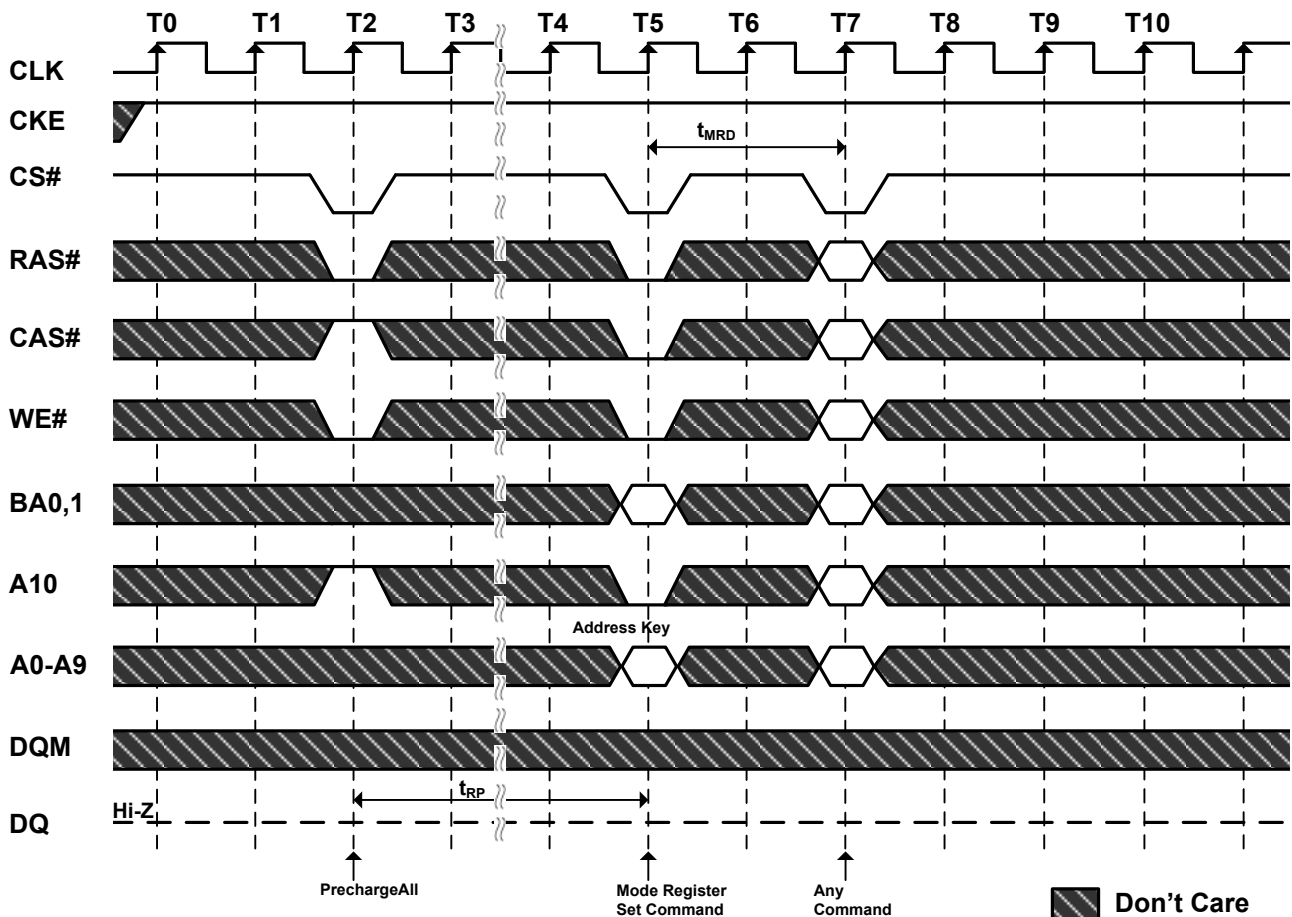 T0 T1 T2 T3 T4 T5 T6 T7 T8 T9 T10
CLK
CKE
tMRD
CS#
RAS#
CAS#
WE#
BA0,1
A10
Address Key
A0-A9
DQM
tRP
Hi-Z
DQ
PrechargeAll
Mode Register
Set Command
Any
Command
Don't Care